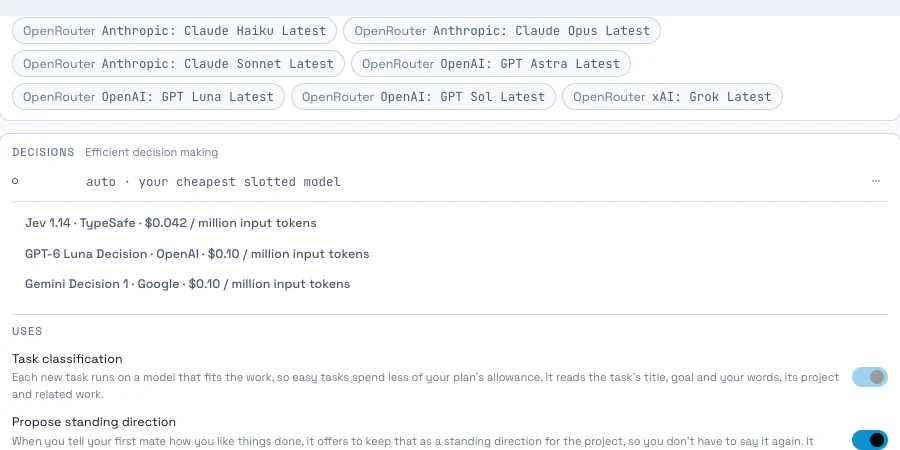 OpenRouter Anthropic: Claude Haiku Latest OpenRouter Anthropic: Claude Opus Latest
OpenRouter Anthropic: Claude Sonnet Latest OpenRouter OpenAI: GPT Astra Latest
OpenRouter OpenAI: GPT Luna Latest OpenRouter OpenAI: GPT Sol Latest OpenRouter xAI: Grok Latest
DECISIONS Efficient decision making
auto · your cheapest slotted model …
Jev 1.14 · TypeSafe · $0.042 / million input tokens
GPT-6 Luna Decision · OpenAI · $0.10 / million input tokens
Gemini Decision 1 · Google · $0.10 / million input tokens
USES
Task classification
Each new task runs on a model that fits the work, so easy tasks spend less of your plan's allowance. It reads the task's title, goal and your words, its project
and related work.
Propose standing direction
When you tell your first mate how you like things done, it offers to keep that as a standing direction for the project, so you don't have to say it again. It